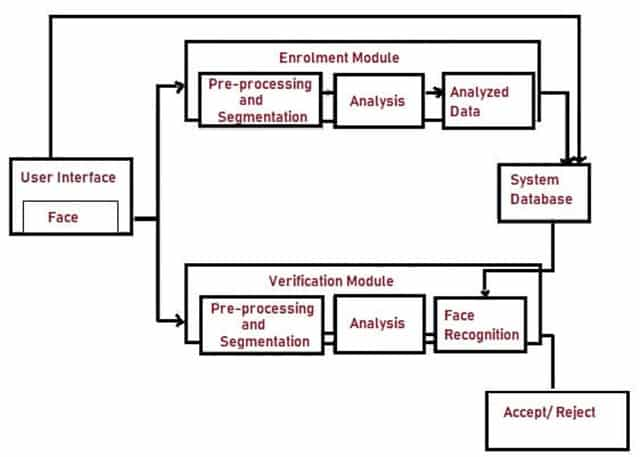 Enrolment Module
Pre-processing
and
Segmentation
Analysis
Analyzed
Data
User Interface
Face
System
Database
Verification Module
Pre-processing
and
Segmentation
Analysis
Face
Recognition
Accept/ Reject